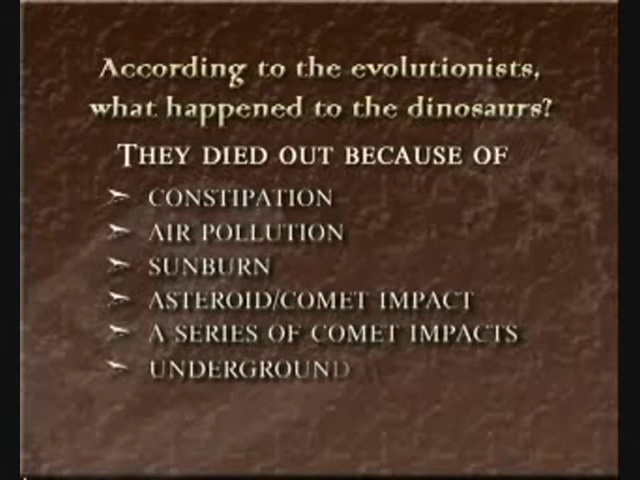 According to the evolutionists,
what happened to the dinosaurs?
THEY DIED OUT BECAUSE OF
CONSTIPATION
AIR POLLUTION
SUNBURN
ASTEROID/COMET IMPACT
A SERIES OF COMET IMPACTS
UNDERGROUND